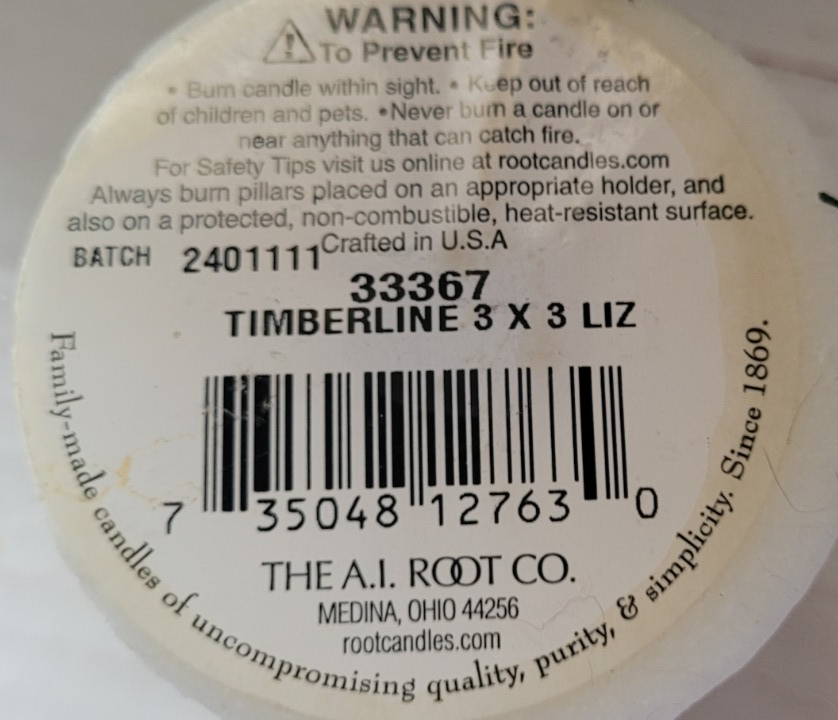 WARNING:
To Prevent Fire
• Burn candle within sight. • Keep out of reach
of children and pets. •Never burn a candle on or
near anything that can catch fire.
For Safety Tips visit us online at rootcandles.com
Always burn pillars placed on an appropriate holder, and
also on a protected, non-combustible, heat-resistant surface.
BATCH 2401111 Crafted in U.S.A
33367
TIMBERLINE 3 X 3 LIZ
7 35048 12763 0
THE A.I. ROOT CO.
MEDINA, OHIO 44256
rootcandles.com
Family-made candles of uncompromising quality, purity, & simplicity. Since 1869.